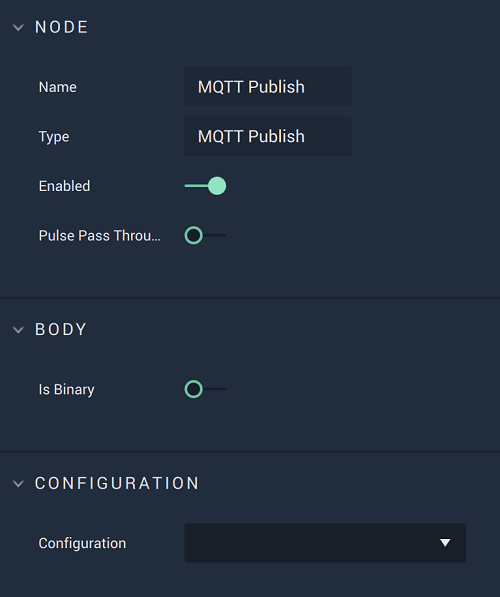 NODE
Name MQTT Publish
Type MQTT Publish
Enabled
Pulse Pass Throu...
BODY
Is Binary
CONFIGURATION
Configuration